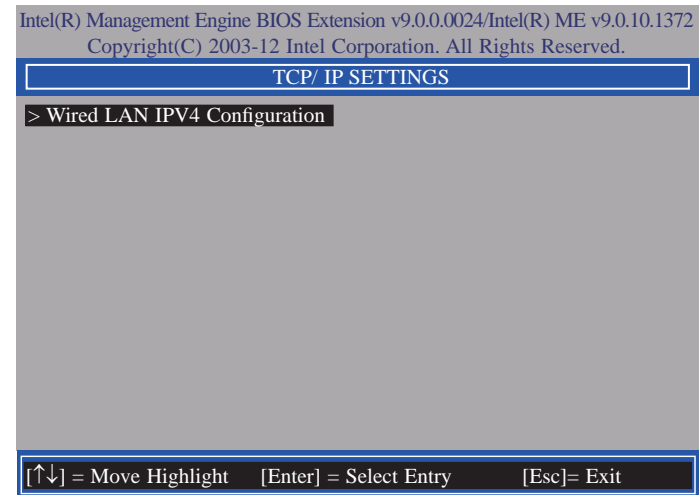 Intel(R) Management Engine BIOS Extension v9.0.0.0024/Intel(R) ME v9.0.10.1372
Copyright(C) 2003-12 Intel Corporation. All Rights Reserved.
TCP/ IP SETTINGS
> Wired LAN IPV4 Configuration
[↑↓] = Move Highlight [Enter] = Select Entry [Esc]= Exit